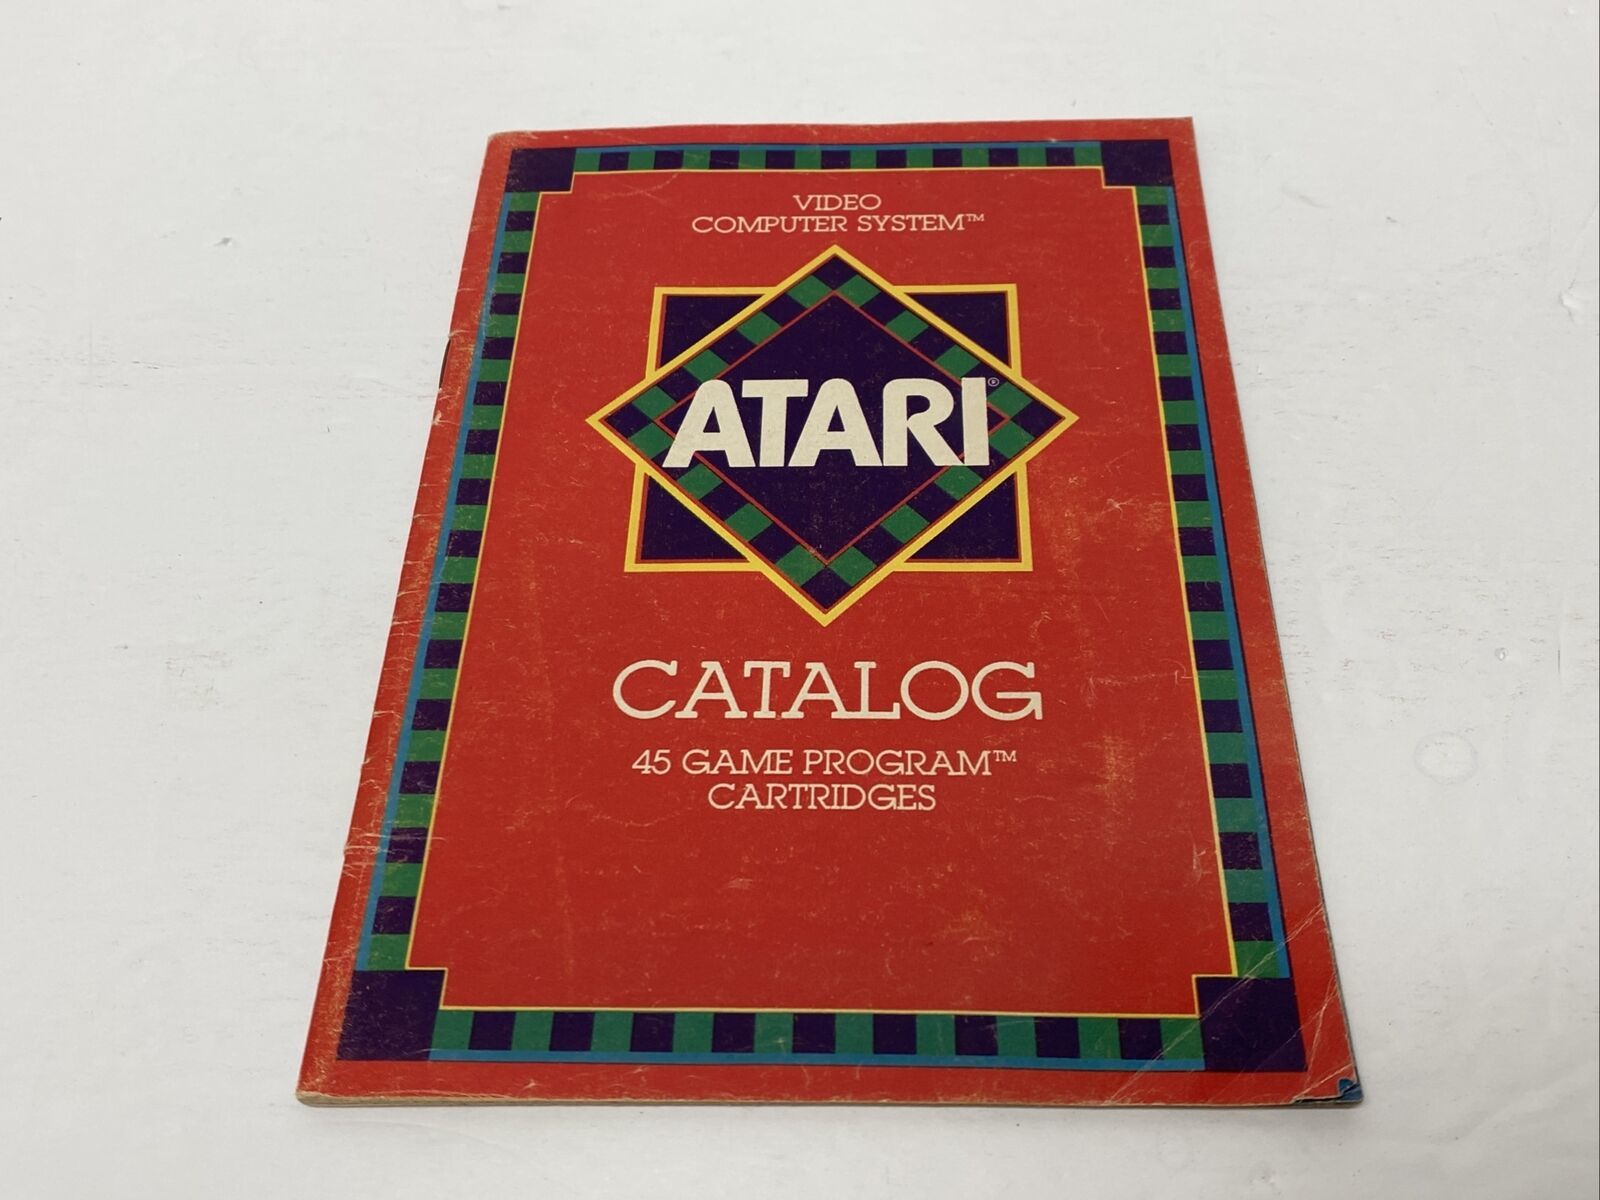 VIDEO
COMPUTER SYSTEM™
ATARI®
CATALOG
45 GAME PROGRAM™
CARTRIDGES